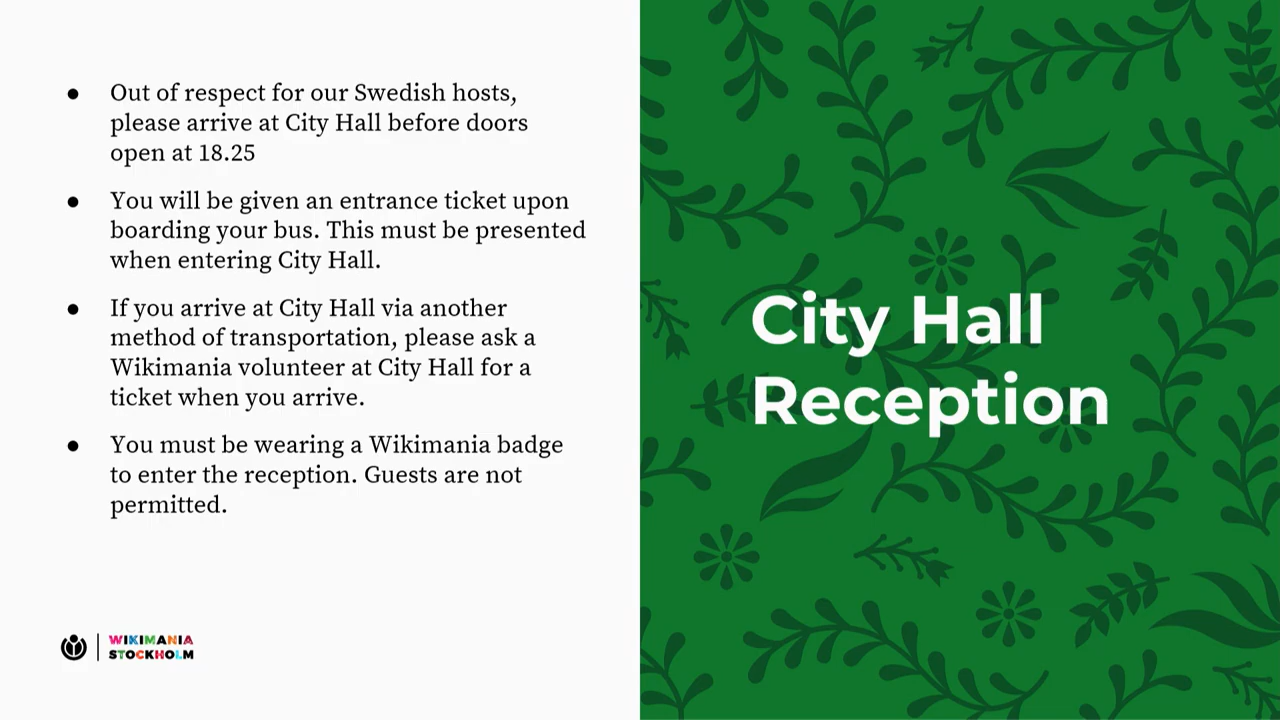 ● Out of respect for our Swedish hosts,
please arrive at City Hall before doors
open at 18.25
● You will be given an entrance ticket upon
boarding your bus. This must be presented
when entering City Hall.
● If you arrive at City Hall via another
method of transportation, please ask a
Wikimania volunteer at City Hall for a
ticket when you arrive.
● You must be wearing a Wikimania badge
to enter the reception. Guests are not
permitted.
WIKIMANIA
STOCKHOLM
City Hall
Reception